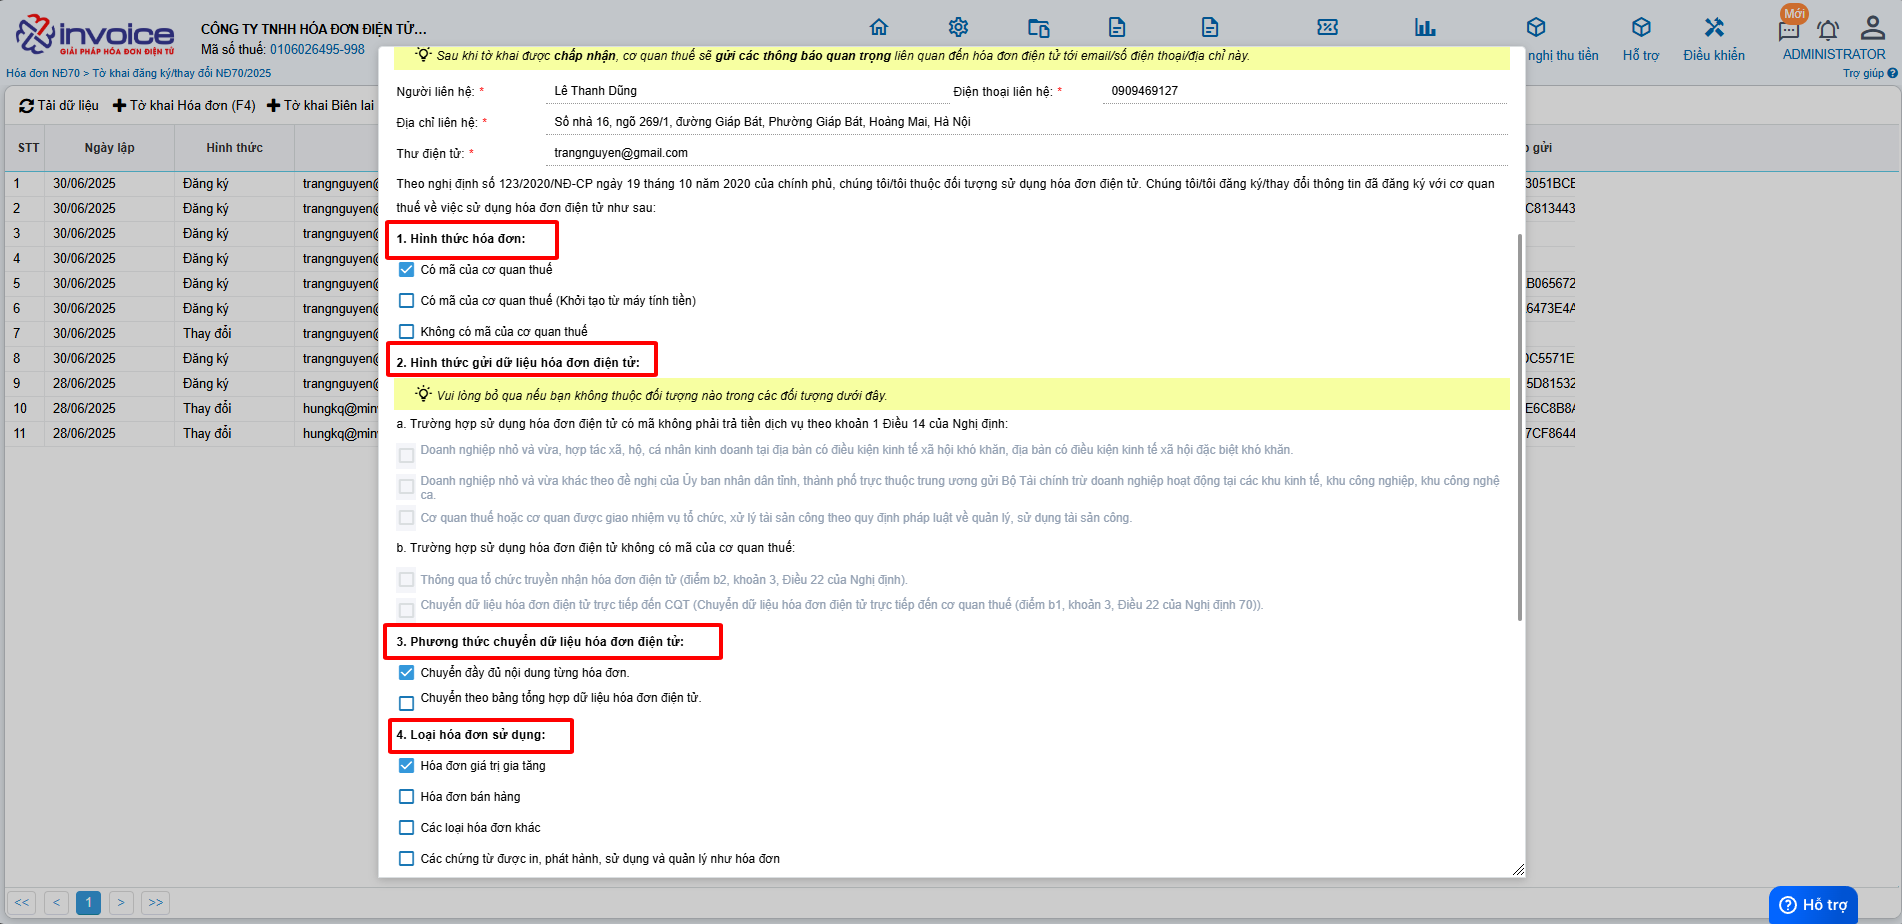 invoice
GIẢI PHÁP HÓA ĐƠN ĐIỆN TỬ
CÔNG TY TNHH HÓA ĐƠN ĐIỆN TỬ...
Mã số thuế: 0106026495-998
nghị thu tiền
Hỗ trợ
Điều khiển
Mới
ADMINISTRATOR
Trợ giúp
Hóa đơn NĐ70 > Tờ khai đăng ký/thay đổi NĐ70/2025
Tải dữ liệu
Tờ khai Hóa đơn (F4)
Tờ khai Biên lai
STT Ngày lập Hình thức
gửi
1 30/06/2025 Đăng ký trangnguyen@
2 30/06/2025 Đăng ký trangnguyen@
3 30/06/2025 Đăng ký trangnguyen@
4 30/06/2025 Đăng ký trangnguyen@
5 30/06/2025 Đăng ký trangnguyen@
6 30/06/2025 Đăng ký trangnguyen@
7 30/06/2025 Thay đổi trangnguyen@
8 30/06/2025 Đăng ký trangnguyen@
9 28/06/2025 Đăng ký trangnguyen@
10 28/06/2025 Thay đổi hungkq@min
11 28/06/2025 Thay đổi hungkq@min
3051BCE
C813443
B065672
6473E4A
DC5571E
5D81532
E6C8B8A
7CF8644
Sau khi tờ khai được chấp nhận, cơ quan thuế sẽ gửi các thông báo quan trọng liên quan đến hóa đơn điện tử tới email/số điện thoại/địa chỉ này.
Người liên hệ: * Lê Thanh Dũng Điện thoại liên hệ: * 0909469127
Địa chỉ liên hệ: * Số nhà 16, ngõ 269/1, đường Giáp Bát, Phường Giáp Bát, Hoàng Mai, Hà Nội
Thư điện tử: * trangnguyen@gmail.com
Theo nghị định số 123/2020/NĐ-CP ngày 19 tháng 10 năm 2020 của chính phủ, chúng tôi/tôi thuộc đối tượng sử dụng hóa đơn điện tử. Chúng tôi/tôi đăng ký/thay đổi thông tin đã đăng ký với cơ quan
thuế về việc sử dụng hóa đơn điện tử như sau:
1. Hình thức hóa đơn:
Có mã của cơ quan thuế
Có mã của cơ quan thuế (Khởi tạo từ máy tính tiền)
Không có mã của cơ quan thuế
2. Hình thức gửi dữ liệu hóa đơn điện tử:
Vui lòng bỏ qua nếu bạn không thuộc đối tượng nào trong các đối tượng dưới đây.
a. Trường hợp sử dụng hóa đơn điện tử có mã không phải trả tiền dịch vụ theo khoản 1 Điều 14 của Nghị định:
Doanh nghiệp nhỏ và vừa, hợp tác xã, hộ, cá nhân kinh doanh tại địa bàn có điều kiện kinh tế xã hội khó khăn, địa bàn có điều kiện kinh tế xã hội đặc biệt khó khăn.
Doanh nghiệp nhỏ và vừa khác theo đề nghị của Ủy ban nhân dân tỉnh, thành phố trực thuộc trung ương gửi Bộ Tài chính trừ doanh nghiệp hoạt động tại các khu kinh tế, khu công nghiệp, khu công nghệ
ca.
Cơ quan thuế hoặc cơ quan được giao nhiệm vụ tổ chức, xử lý tài sản công theo quy định pháp luật về quản lý, sử dụng tài sản công.
b. Trường hợp sử dụng hóa đơn điện tử không có mã của cơ quan thuế:
Thông qua tổ chức truyền nhận hóa đơn điện tử (điểm b2, khoản 3, Điều 22 của Nghị định).
Chuyển dữ liệu hóa đơn điện tử trực tiếp đến CQT (Chuyển dữ liệu hóa đơn điện tử trực tiếp đến cơ quan thuế (điểm b1, khoản 3, Điều 22 của Nghị định 70)).
3. Phương thức chuyển dữ liệu hóa đơn điện tử:
Chuyển đầy đủ nội dung từng hóa đơn.
Chuyển theo bảng tổng hợp dữ liệu hóa đơn điện tử.
4. Loại hóa đơn sử dụng:
Hóa đơn giá trị gia tăng
Hóa đơn bán hàng
Các loại hóa đơn khác
Các chứng từ được in, phát hành, sử dụng và quản lý như hóa đơn
<< < 1 > >>
Hỗ trợ